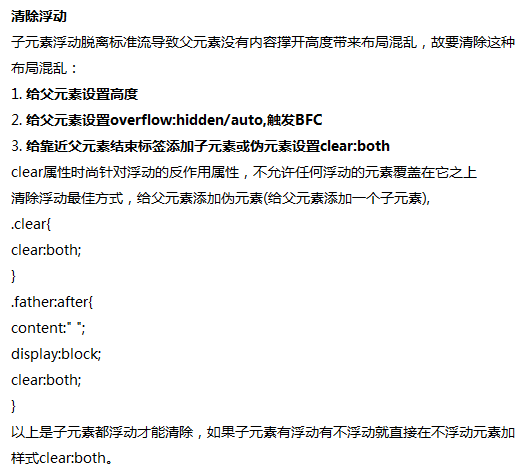 清除浮动
子元素浮动脱离标准流导致父元素没有内容撑开高度带来布局混乱，故要清除这种
布局混乱：
1. 给父元素设置高度
2. 给父元素设置overflow:hidden/auto,触发BFC
3. 给靠近父元素结束标签添加子元素或伪元素设置clear:both
clear属性时尚针对浮动的反作用属性，不允许任何浮动的元素覆盖在它之上
清除浮动最佳方式，给父元素添加伪元素(给父元素添加一个子元素),
.clear{
clear:both;
}
.father:after{
content:" ";
display:block;
clear:both;
}
以上是子元素都浮动才能清除，如果子元素有浮动有不浮动就直接在不浮动元素加
样式clear:both。